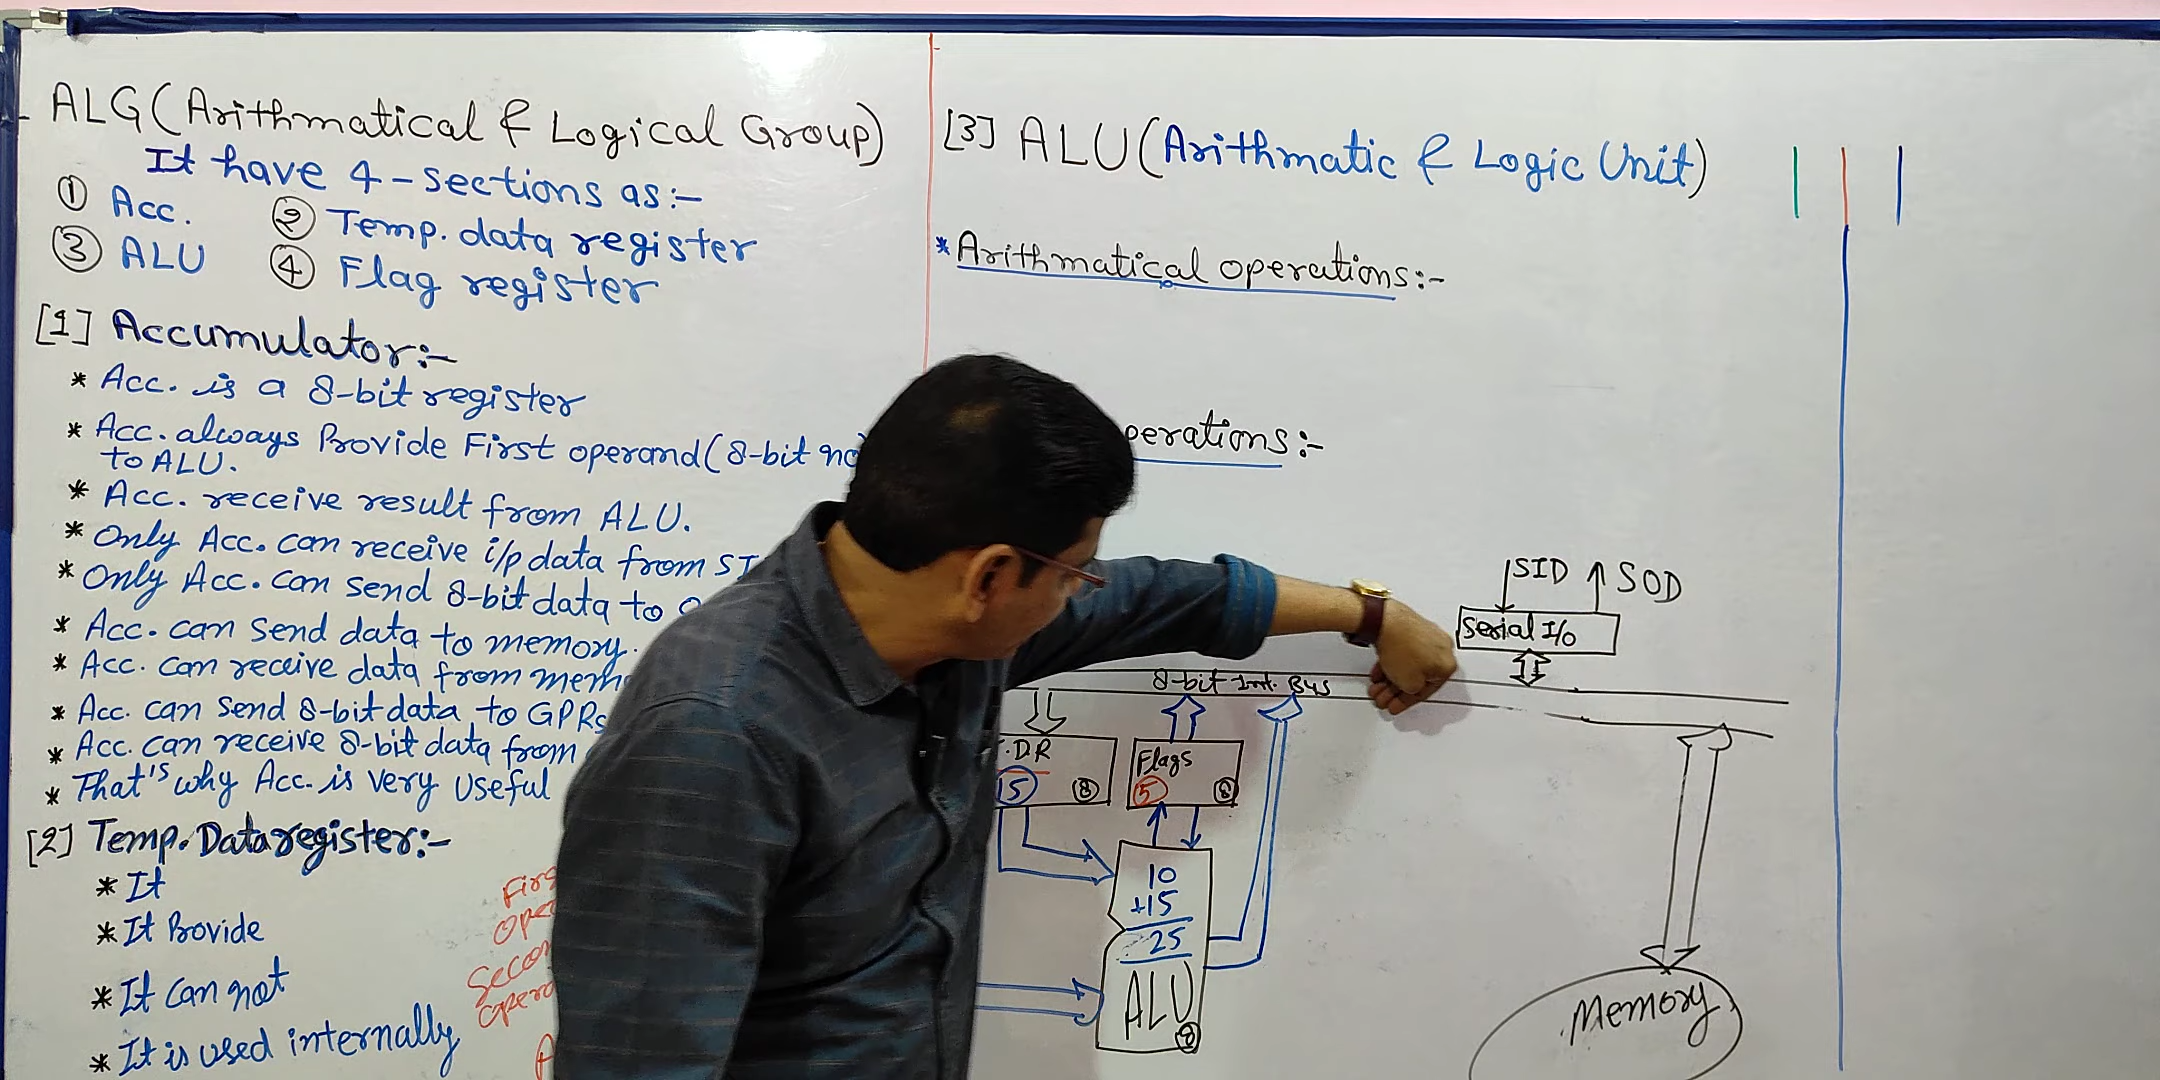 ALG(Arithmatical & Logical Group)
It have 4-sections as:-
① Acc. ② Temp. data register
③ ALU ④ Flag register
[1] Accumulator:-
* Acc. is a 8-bit register
* Acc. always Provide First operand (8-bit no
to ALU.
* Acc. receive result from ALU.
* Only Acc. can receive i/p data from
* Only Acc. can send 8-bit data to
* Acc. can send data to memory.
* Acc. can receive data from mem
* Acc. can send 8-bit data to GPRs
* Acc. can receive 8-bit data from
* That's why Acc. is very useful
[2] Temp. Data register:-
* It
* It Provide
* It can not
* It is used internally
[3] ALU (Arithmatic & Logic Unit)
* Arithmatical operations:-
perations:-
SID SOD
Serial I/O
8-bit Int. Bus
.D.R
15 8
Flags
5 8
10
+15
25
ALU
8
Memory